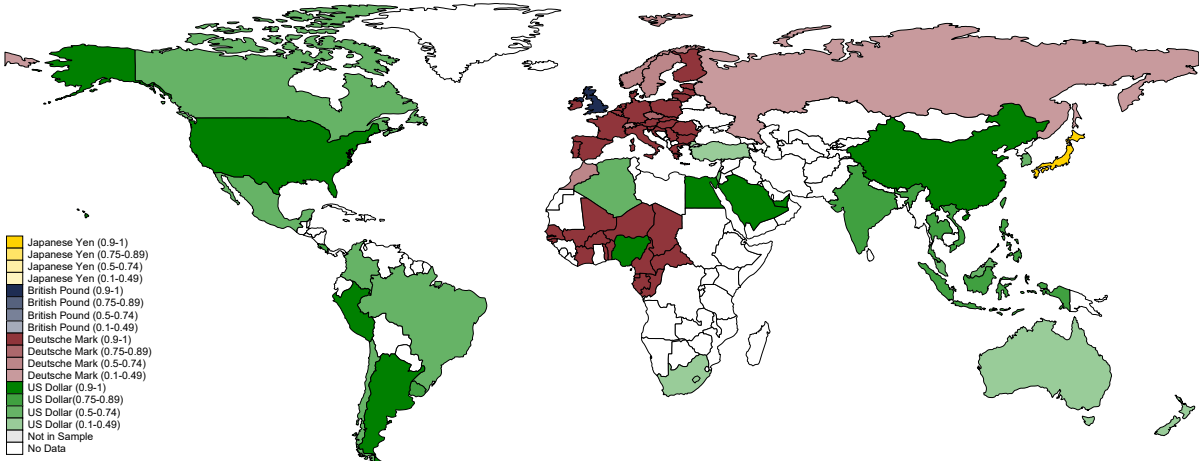 Japanese Yen (0.9-1)
Japanese Yen (0.75-0.89)
Japanese Yen (0.5-0.74)
Japanese Yen (0.1-0.49)
British Pound (0.9-1)
British Pound (0.75-0.89)
British Pound (0.5-0.74)
British Pound (0.1-0.49)
Deutsche Mark (0.9-1)
Deutsche Mark (0.75-0.89)
Deutsche Mark (0.5-0.74)
Deutsche Mark (0.1-0.49)
US Dollar (0.9-1)
US Dollar(0.75-0.89)
US Dollar (0.5-0.74)
US Dollar (0.1-0.49)
Not in Sample
No Data